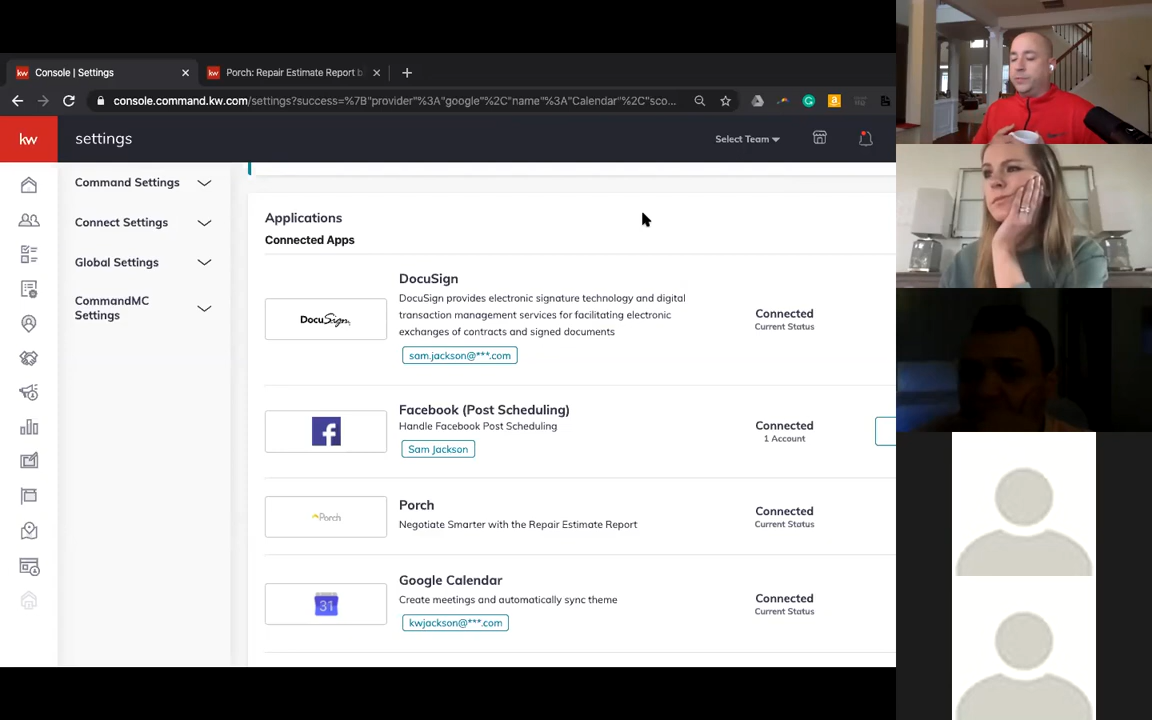 Console | Settings
Porch: Repair Estimate Report b
console.command.kw.com/settings?success=%7B"provider"%3A"google"%2C"name"%3A"Calendar"%2C"sco...
kw
settings
Select Team
Command Settings
Connect Settings
Global Settings
CommandMC
Settings
Applications
Connected Apps
DocuSign
DocuSign provides electronic signature technology and digital
transaction management services for facilitating electronic
exchanges of contracts and signed documents
sam.jackson@***.com
DocuSign
Connected
Current Status
Facebook (Post Scheduling)
Handle Facebook Post Scheduling
Sam Jackson
Connected
1 Account
Porch
Negotiate Smarter with the Repair Estimate Report
Porch
Connected
Current Status
Google Calendar
Create meetings and automatically sync theme
kwjackson@***.com
31
Connected
Current Status